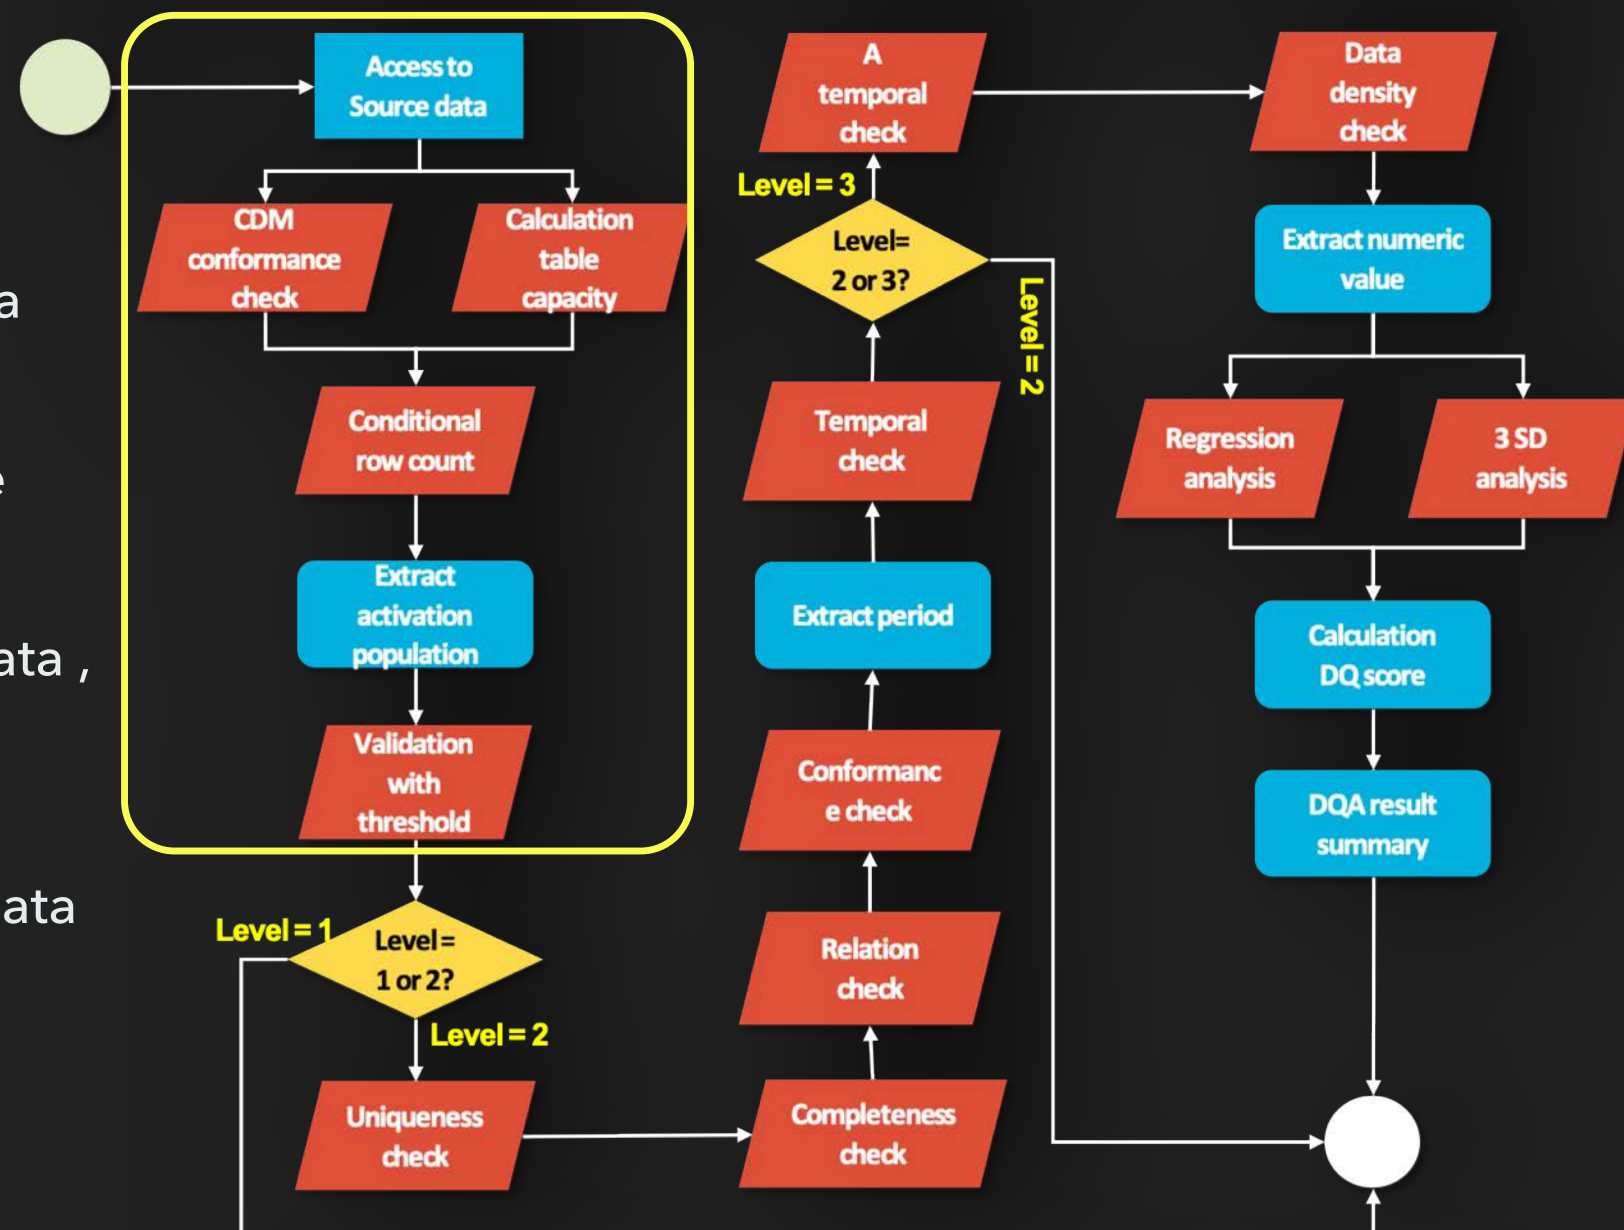 a
e
ata ,
ata
Access to
Source data
CDM
conformance
check
Calculation
table
capacity
Conditional
row count
Extract
activation
population
Validation
with
threshold
Level = 1
Level=
1 or 2?
Level = 2
Uniqueness
check
Completeness
check
Relation
check
Conformanc
e check
Extract period
Temporal
check
Level=
2 or 3?
Level = 3
Level = 2
A
temporal
check
Data
density
check
Extract numeric
value
Regression
analysis
3 SD
analysis
Calculation
DQ score
DQA result
summary